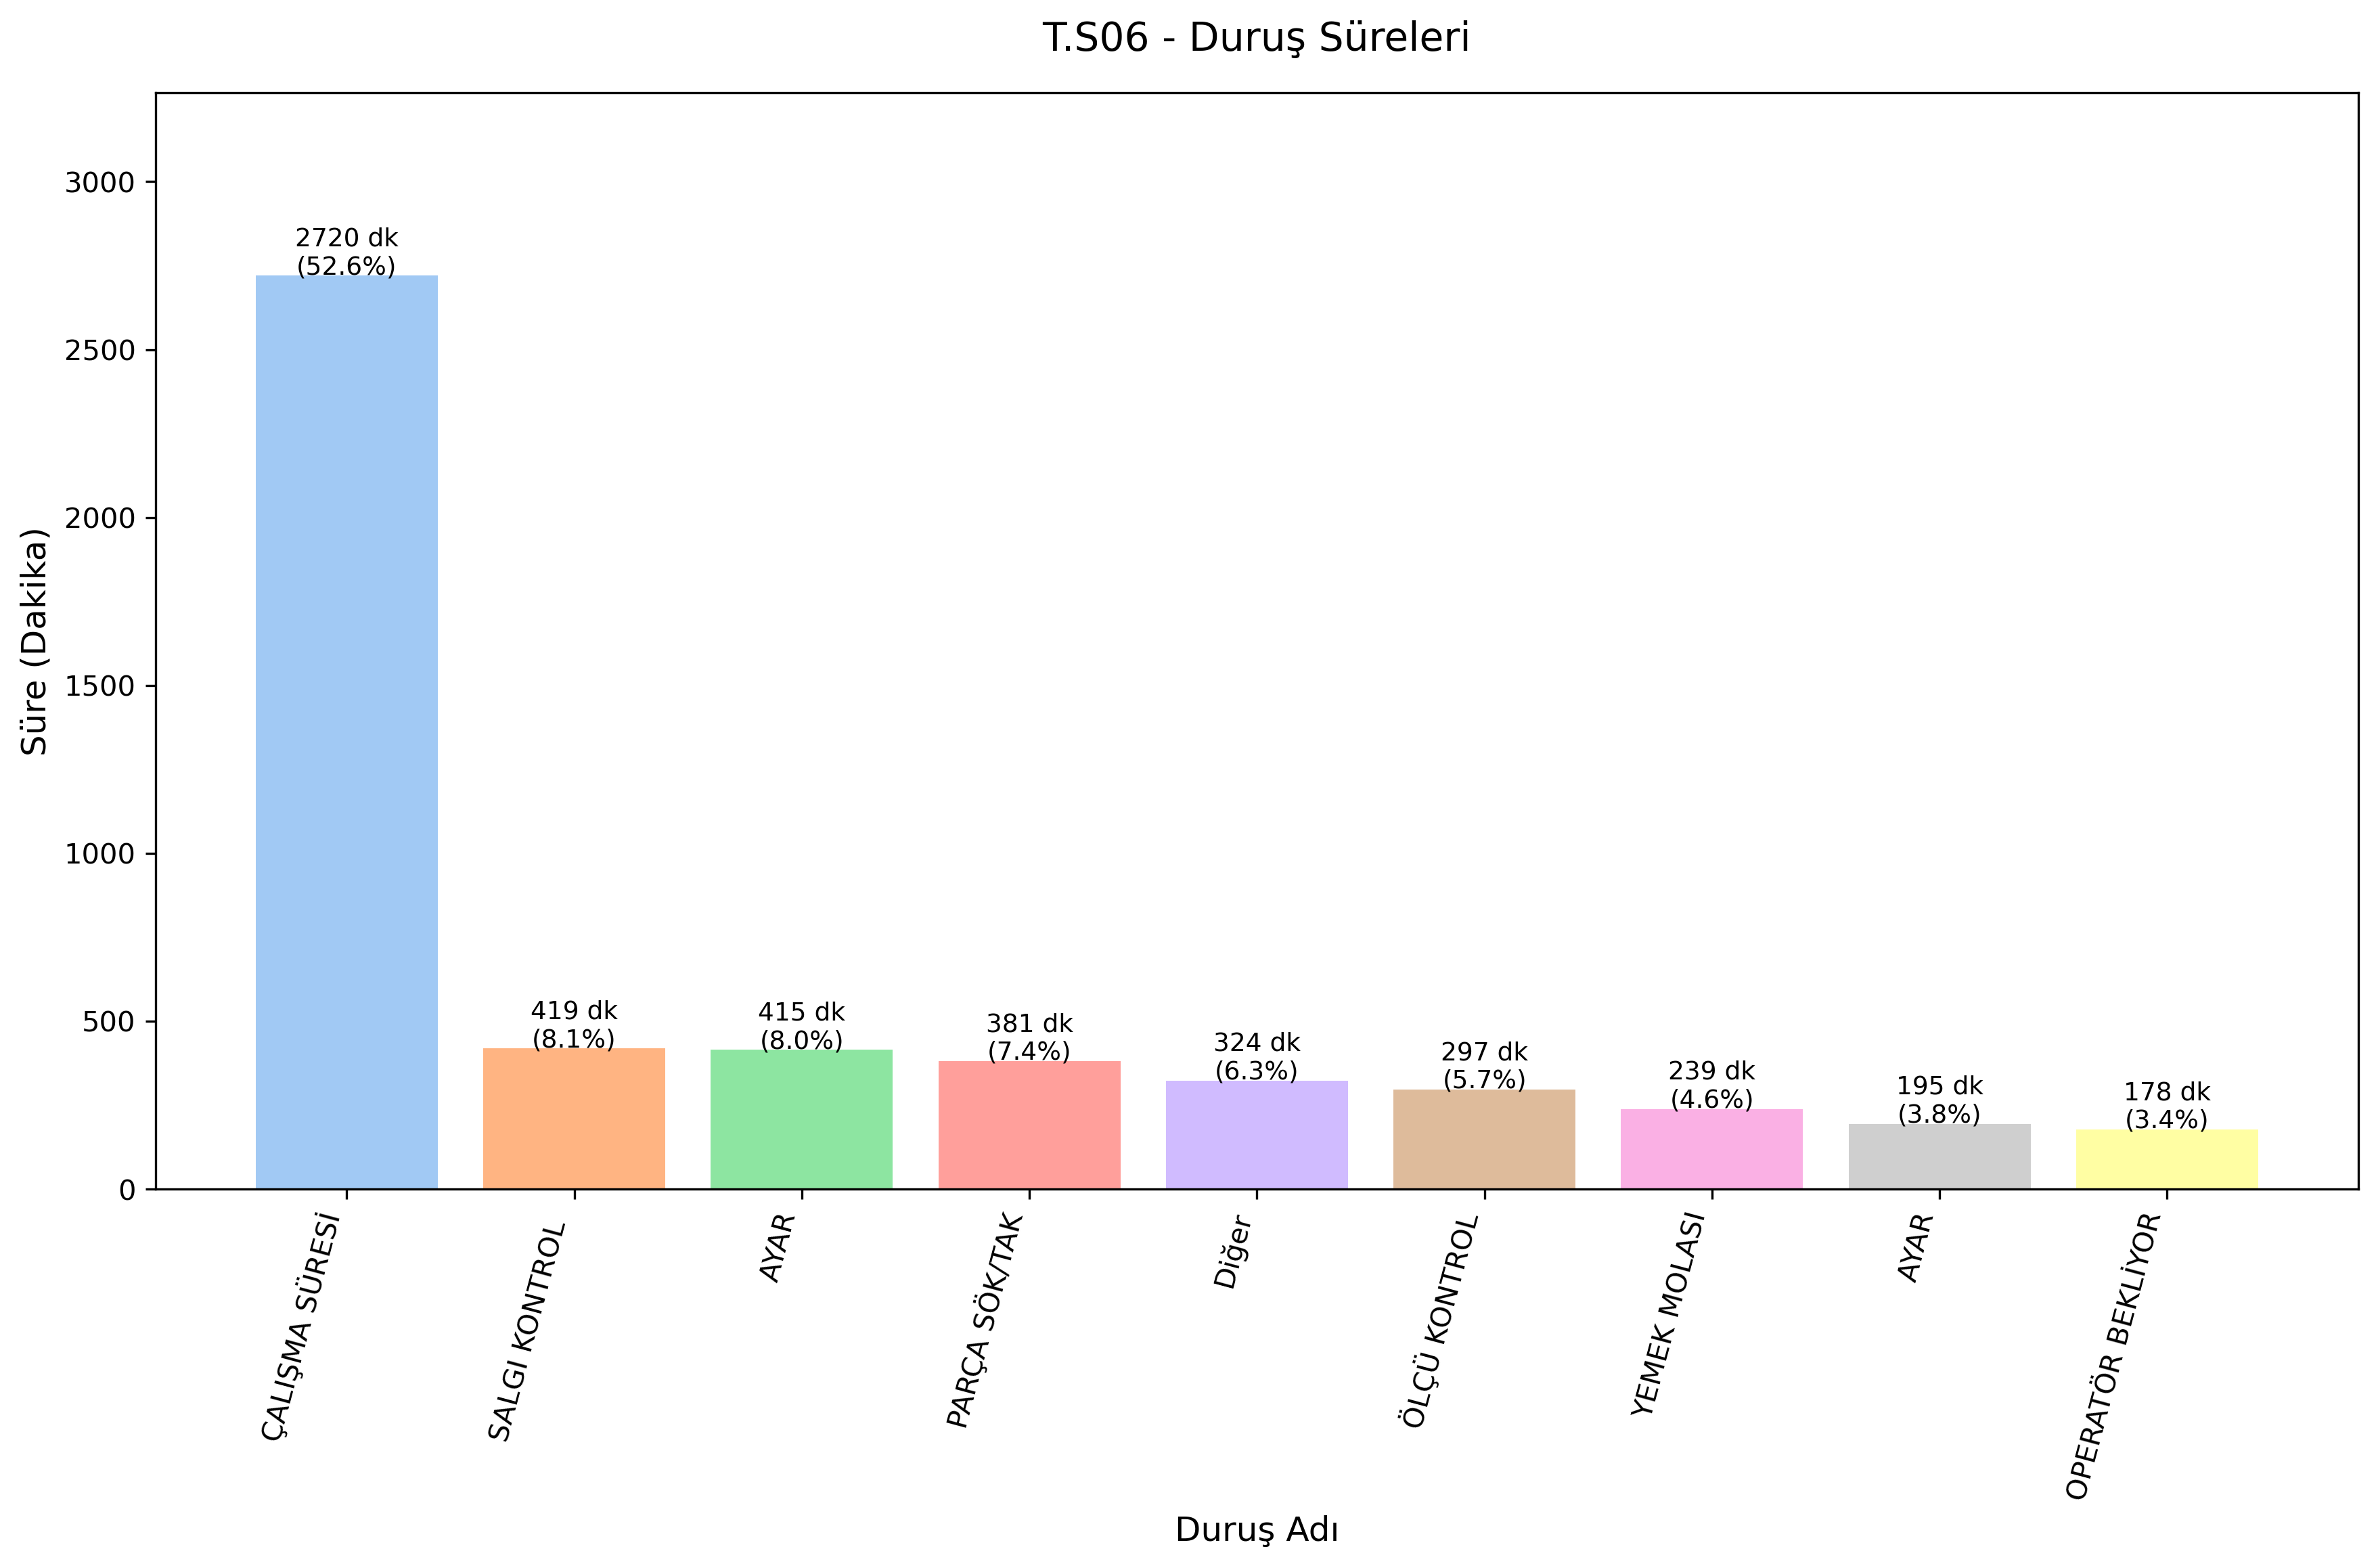 T.S06 - Duruş Süreleri
Süre (Dakika)
3000
2500
2000
1500
1000
500
0
2720 dk
(52.6%)
419 dk
(8.1%)
415 dk
(8.0%)
381 dk
(7.4%)
324 dk
(6.3%)
297 dk
(5.7%)
239 dk
(4.6%)
195 dk
(3.8%)
178 dk
(3.4%)
ÇALIŞMA SÜRESİ
SALGI KONTROL
AYAR
PARÇA SÖK/TAK
Diğer
ÖLÇÜ KONTROL
YEMEK MOLASI
AYAR
OPERATÖR BEKLİYOR
Duruş Adı